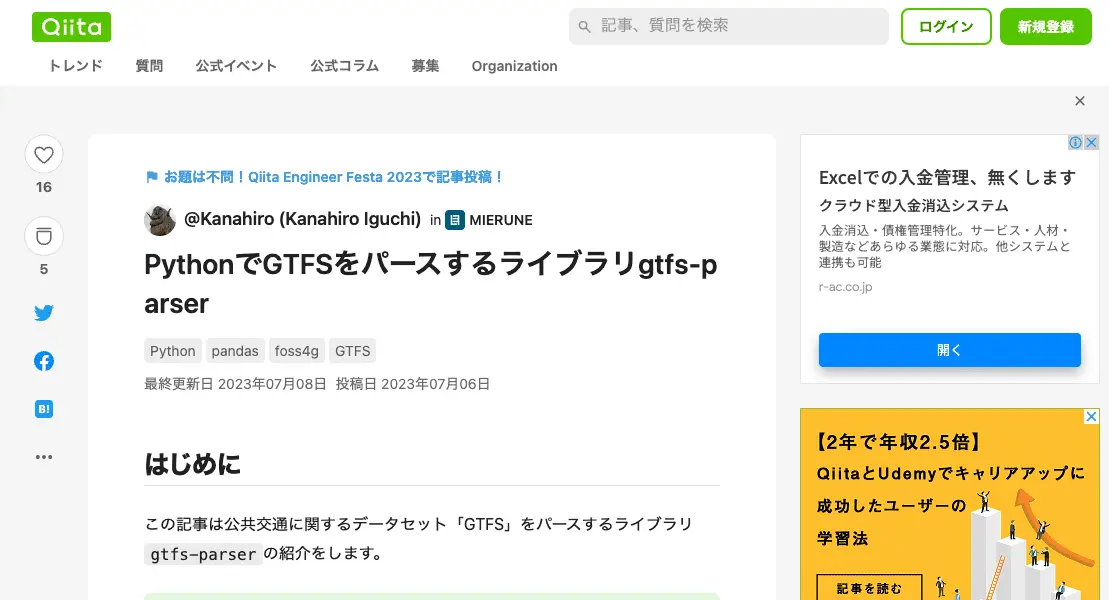 Qiita
記事、質問を検索
ログイン
新規登録
トレンド 質問 公式イベント 公式コラム 募集 Organization
16
5
B!
お題は不問！Qiita Engineer Festa 2023で記事投稿！
@Kanahiro (Kanahiro Iguchi) in MIERUNE
PythonでGTFSをパースするライブラリgtfs-p
arser
Python pandas foss4g GTFS
最終更新日 2023年07月08日 投稿日 2023年07月06日
はじめに
この記事は公共交通に関するデータセット「GTFS」をパースするライブラリ
gtfs-parser の紹介をします。
Excelでの入金管理、無くします
クラウド型入金消込システム
入金消込・債権管理特化。サービス・人材・
製造などあらゆる業態に対応。他システムと
連携も可能
r-ac.co.jp
開く
【2年で年収2.5倍】
QiitaとUdemyでキャリアアップに
成功したユーザーの
学習法
記事を読む